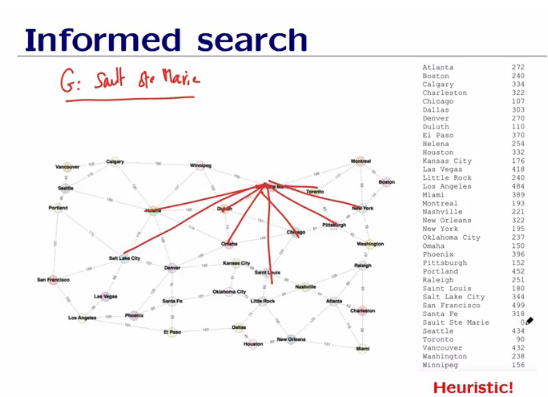 Informed search
G: Sault Ste Marie
Atlanta 272
Boston 240
Calgary 334
Charleston 322
Chicago 107
Dallas 303
Denver 270
Duluth 110
El Paso 370
Helena 254
Houston 332
Kansas City 176
Las Vegas 418
Little Rock 240
Los Angeles 484
Miami 389
Montreal 193
Nashville 221
New Orleans 322
New York 195
Oklahoma City 237
Omaha 150
Phoenix 396
Pittsburgh 152
Portland 452
Raleigh 251
Saint Louis 180
Salt Lake City 344
San Francisco 499
Santa Fe 318
Sault Ste Marie 0
Seattle 434
Toronto 90
Vancouver 432
Washington 238
Winnipeg 156
Vancouver
Calgary
Winnipeg
Montreal
Boston
Seattle
Toronto
Portland
Helena
Duluth
New York
Pittsburgh
Chicago
Omaha
Washington
Salt Lake City
Denver
Kansas City
Saint Louis
Raleigh
San Francisco
Las Vegas
Oklahoma City
Nashville
Santa Fe
Little Rock
Atlanta
Los Angeles
Phoenix
Charleston
El Paso
Dallas
Houston
New Orleans
Miami
Heuristic!